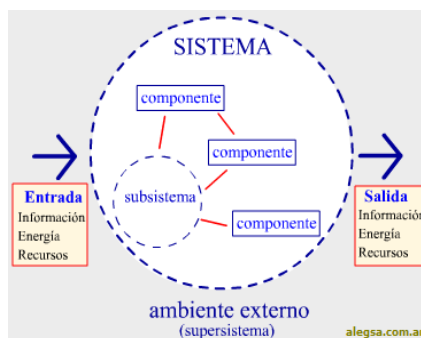 SISTEMA
componente
componente
subsistema
componente
Entrada
Información
Energía
Recursos
Salida
Información
Energía
Recursos
ambiente externo
(supersistema)
alegsa.com.ar